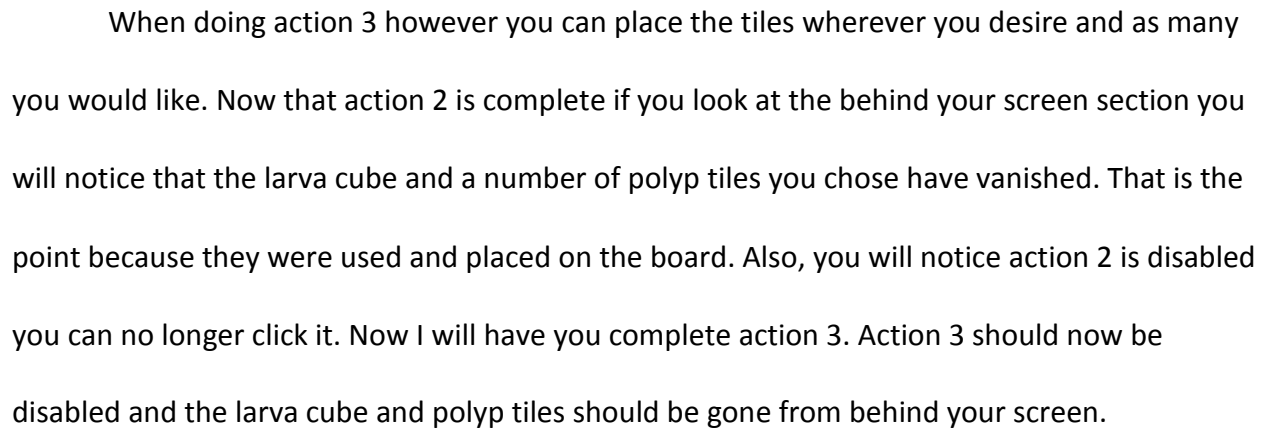 When doing action 3 however you can place the tiles wherever you desire and as many
you would like. Now that action 2 is complete if you look at the behind your screen section you
will notice that the larva cube and a number of polyp tiles you chose have vanished. That is the
point because they were used and placed on the board. Also, you will notice action 2 is disabled
you can no longer click it. Now I will have you complete action 3. Action 3 should now be
disabled and the larva cube and polyp tiles should be gone from behind your screen.